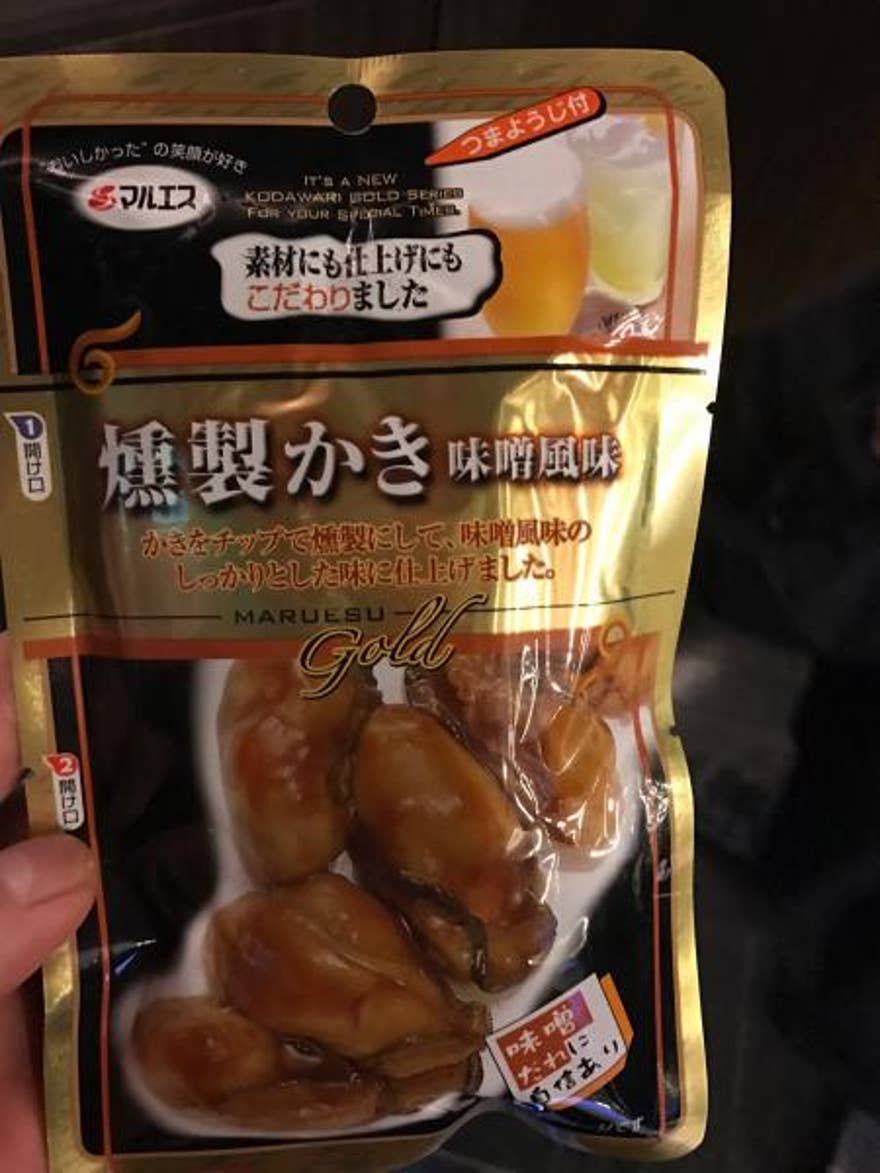 つまようじ付
"おいしかった"の笑顔が好き
マルエス
IT'S A NEW
KODAWARI GOLD SERIES
FOR YOUR SPECIAL TIMES.
素材にも仕上げにも
こだわりました
1 開け口
燻製かき 味噌風味
かきをチップで燻製にして、味噌風味の
しっかりとした味に仕上げました。
MARUESU
Gold
2 開け口
味噌
だれに
自信あり